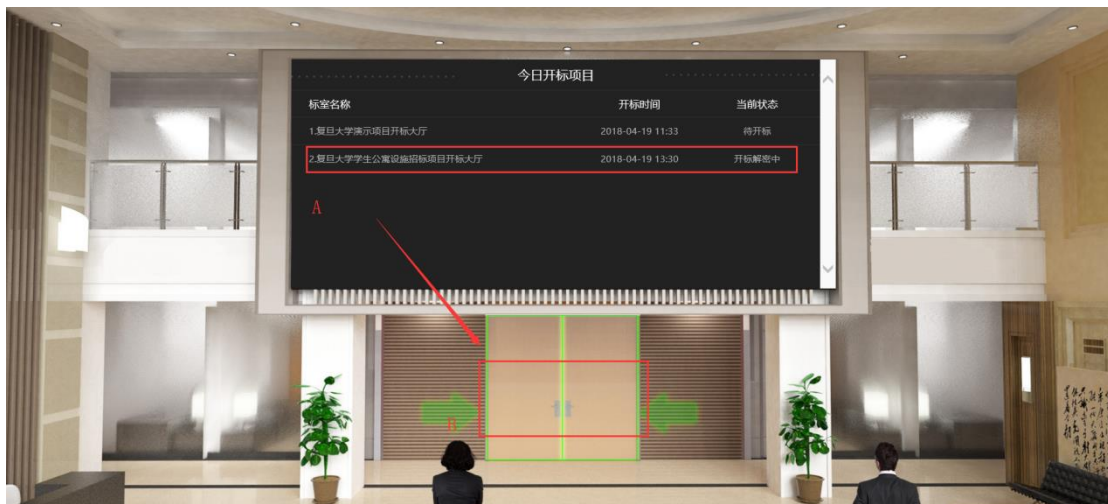 今日开标项目
标室名称 开标时间 当前状态
1.复旦大学演示项目开标大厅 2018-04-19 11:33 待开标
2.复旦大学学生公寓设施招标项目开标大厅 2018-04-19 13:30 开标解密中
A
B